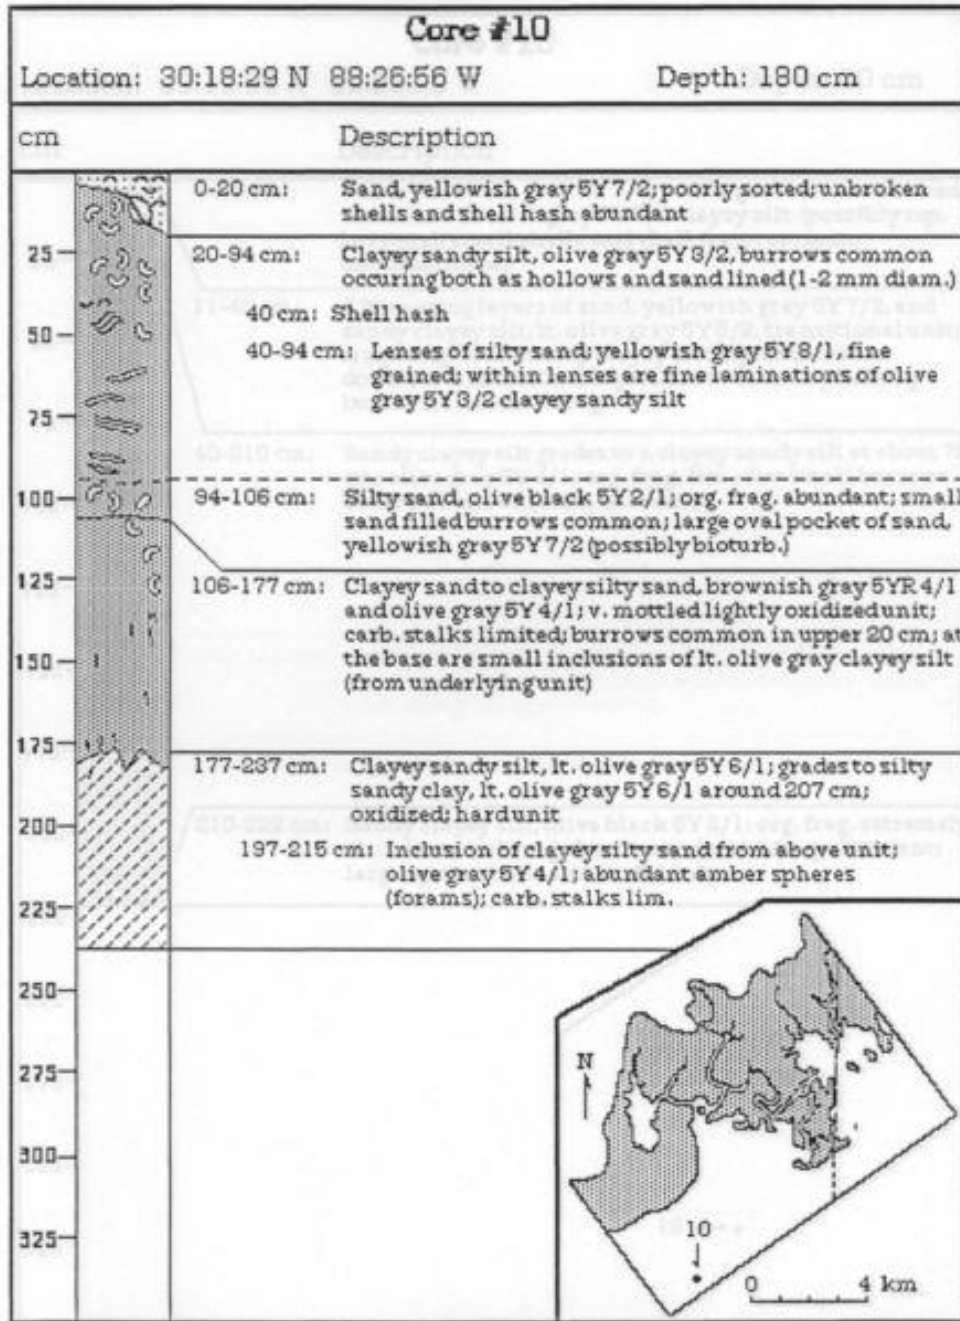 Core #10
Location: 30:18:29 N 88:26:56 W Depth: 180 cm
cm Description
0-20 cm: Sand, yellowish gray 5Y 7/2; poorly sorted; unbroken
shells and shell hash abundant
25
20-94 cm: Clayey sandy silt, olive gray 5Y 3/2, burrows common
occuring both as hollows and sand lined (1-2 mm diam.)
40 cm: Shell hash
50
40-94 cm: Lenses of silty sand; yellowish gray 5Y 8/1, fine
grained; within lenses are fine laminations of olive
gray 5Y 3/2 clayey sandy silt
75
100
94-106 cm: Silty sand, olive black 5Y 2/1; org. frag. abundant; small
sand filled burrows common; large oval pocket of sand,
yellowish gray 5Y 7/2 (possibly bioturb.)
125
106-177 cm: Clayey sand to clayey silty sand, brownish gray 5YR 4/1
and olive gray 5Y 4/1; v. mottled lightly oxidized unit;
carb. stalks limited; burrows common in upper 20 cm; at
the base are small inclusions of lt. olive gray clayey silt
(from underlying unit)
150
175
177-237 cm: Clayey sandy silt, lt. olive gray 5Y 6/1; grades to silty
sandy clay, lt. olive gray 5Y 6/1 around 207 cm;
oxidized; hard unit
200
197-215 cm: Inclusion of clayey silty sand from above unit;
olive gray 5Y 4/1; abundant amber spheres
(forams); carb. stalks lim.
225
250
275
300
325
N
10
0 4 km